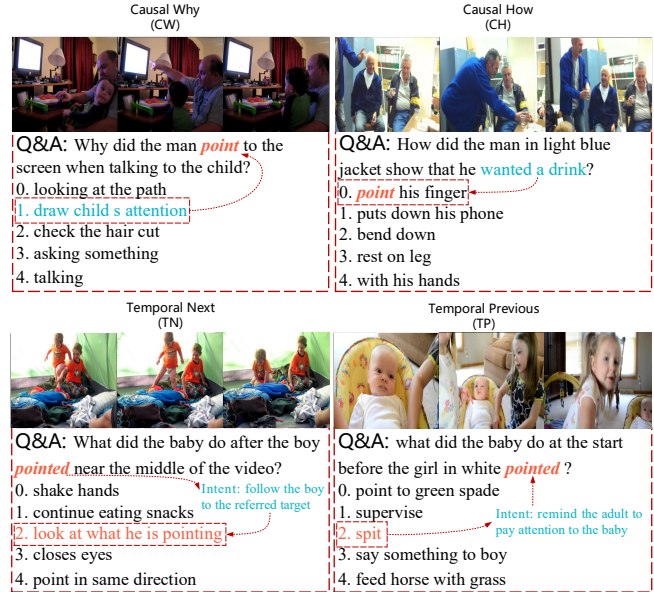 Causal Why
(CW)
Q&A: Why did the man point to the
screen when talking to the child?
0. looking at the path
1. draw child s attention
2. check the hair cut
3. asking something
4. talking
Causal How
(CH)
Q&A: How did the man in light blue
jacket show that he wanted a drink?
0. point his finger
1. puts down his phone
2. bend down
3. rest on leg
4. with his hands
Temporal Next
(TN)
Q&A: What did the baby do after the boy
pointed near the middle of the video?
0. shake hands
1. continue eating snacks
2. look at what he is pointing
3. closes eyes
4. point in same direction
Intent: follow the boy
to the referred target
Temporal Previous
(TP)
Q&A: what did the baby do at the start
before the girl in white pointed ?
0. point to green spade
1. supervise
2. spit
3. say something to boy
4. feed horse with grass
Intent: remind the adult to
pay attention to the baby